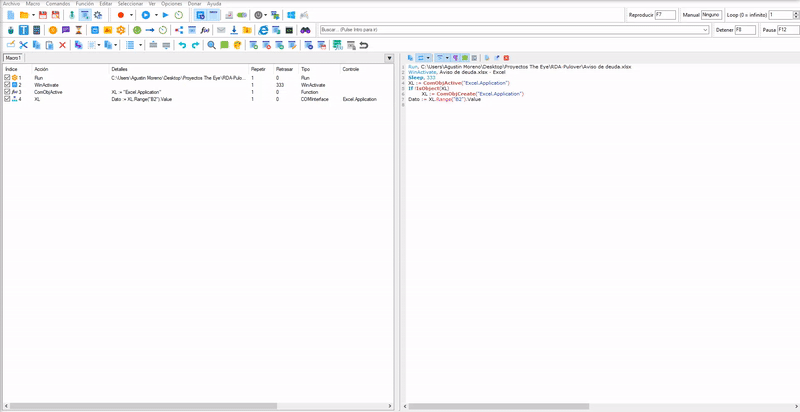 Archivo Macro Comandos Función Editar Seleccionar Ver Opciones Donar Ayuda
Reproducir F7 Manual Ninguno Loop (0 = infinito) 1
Buscar ... (Pulse Intro para ir) Detener F8 Pausa F12
Macro1
Índice Acción Detalles Repetir Retrasar Tipo Controle
1 Run C:\Users\Agustin Moreno\Desktop\Proyectos The Eye\RDA-Pulo... 1 0 Run
2 WinActivate 1 333 WinActivate
3 ComObjActive XL := "Excel.Application" 1 0 Function
4 XL Dato := XL.Range("B2").Value 1 0 COMInterface Excel.Application
1 Run, C:\Users\Agustin Moreno\Desktop\Proyectos The Eye\RDA-Pulover\Aviso de deuda.xlsx
2 WinActivate, Aviso de deuda.xlsx - Excel
3 Sleep, 333
4 XL := ComObjActive("Excel.Application")
5 If !IsObject(XL)
6 XL := ComObjCreate("Excel.Application")
7 Dato := XL.Range("B2").Value
8